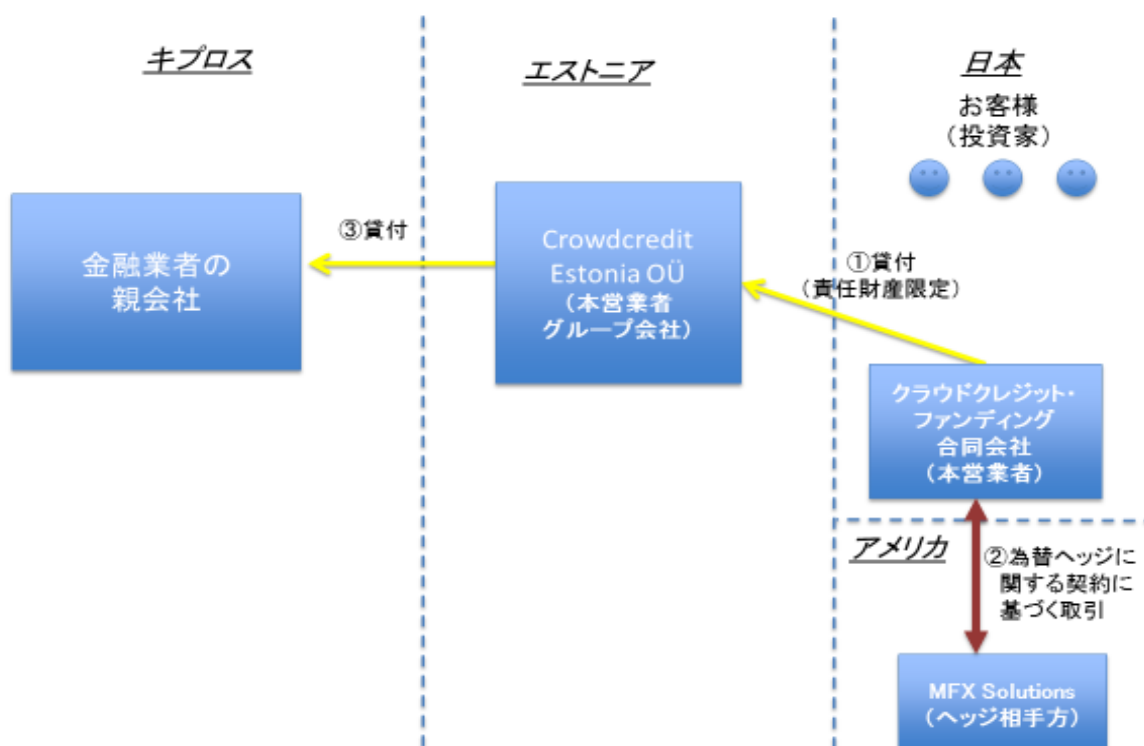 キプロス
エストニア
日本
お客様
（投資家）
金融業者の
親会社
③貸付
Crowdcredit
Estonia OÜ
（本営業者
グループ会社）
①貸付
（責任財産限定）
クラウドクレジット・
ファンディング
合同会社
（本営業者）
アメリカ
②為替ヘッジに
関する契約に
基づく取引
MFX Solutions
（ヘッジ相手方）